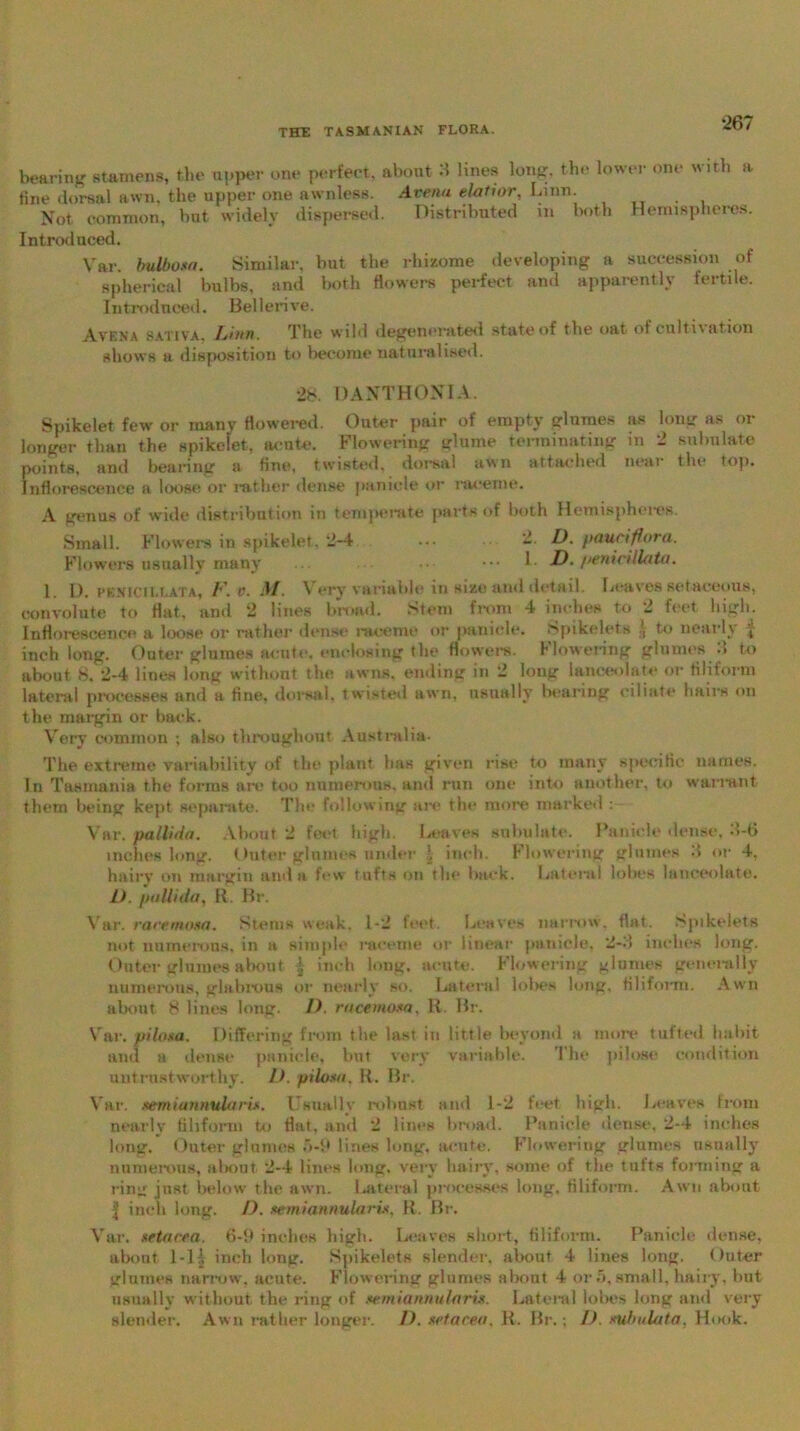 THE TASMANIAN FLORA. 267
bearing stamens, the upper one perfect, about 3 lines long, the lower one with a
fine dorsal awn, the upper one awnless. Avena elatior, Linn.
Not common, but widely dispersed. Distributed in both Hemispheres.
Introduced.
Var. bulbosa. Similar, but the rhizome developing a succession of
spherical bulbs, and both flowers perfect and apparently fertile.
Introduced. Bellerive.
AVENA SATIVA, Linn. The wild degenerated state of the oat of cultivation
shows a disposition to become naturalised.
28. DANTHONIA.
Spikelet few or many flowered. Outer pair of empty glumes as long as or
longer than the spikelet, acute. Flowering glume terminating in 2 subulate
points, and bearing a fine, twisted, dorsal awn attached near the top.
Inflorescence a loose or rather dense panicle or raceme.
A genus of wide distribution in temperate parts of both Hemispheres.
Small. Flowers in spikelet, 2-4 ... 2. D. pauciflora.
Flowers usually many ... ... 1. D. penicillata.
1. D. PENICILLATA, F. v. M. Very variable in size and detail. Leaves setaceous,
convolute to flat, and 2 lines broad. Stem from 4 inches to 2 feet high.
Inflorescence a loose or rather dense raceme or panicle. Spikelets ½ to nearly ¾
inch long. Outer glumes acute, enclosing the flowers. Flowering glumes 3 to
about 8, 2-4 lines long without the awns, ending in 2 long lanceolate or filiform
lateral processes and a fine, dorsal, twisted awn, usually bearing ciliate hairs on
the margin or back.
Very common ; also throughout Australia.
The extreme variability of the plant has given rise to many specific names.
In Tasmania the forms are too numerous, and run one into another, to warrant
them being kept separate. The following are the more marked :—
Var. pallida. About 2 feet high. Leaves subulate. Panicle dense, 3-6
inches long. Outer glumes under ½ inch. Flowering glumes 3 or 4,
hairy on margin and a few tufts on the back. Lateral lobes lanceolate.
D. pallida, R. Br.
Var. racemosa. Stems weak, 1-2 feet. Leaves narrow, flat. Spikelets
not numerous, in a simple raceme or linear panicle, 2-3 inches long.
Outer glumes about ½ inch long, acute. Flowering glumes generally
numerous, glabrous or nearly so. Lateral lobes long, filiform. Awn
about 8 lines long. D. racemosa, R. Br.
Var. pilosa. Differing from the last in little beyond a more tufted habit
and a dense panicle, but very variable. The pilose condition
untrustworthy. D. pilosa, R. Br.
Var. semiannularis. Usually robust and 1-2 feet high. Leaves from
nearly filiform to flat, and 2 lines broad. Panicle dense, 2-4 inches
long. Outer glumes 5-9 lines long, acute. Flowering glumes usually
numerous, about 2-4 lines long, very hairy, some of the tufts forming a
ring just below the awn. Lateral processes long, filiform. Awn about
¾ inch long. D. semiannularis, R. Br.
Var. setacea. 6-9 inches high. Leaves short, filiform. Panicle dense,
about 1-1½ inch long. Spikelets slender, about 4 lines long. Outer
glumes narrow, acute. Flowering glumes about 4 or 5, small, hairy, but
usually without the ring of semiannularis. Lateral lobes long and very
slender. Awn rather longer. D. setacea, R. Br. ; D. subulata, Hook.